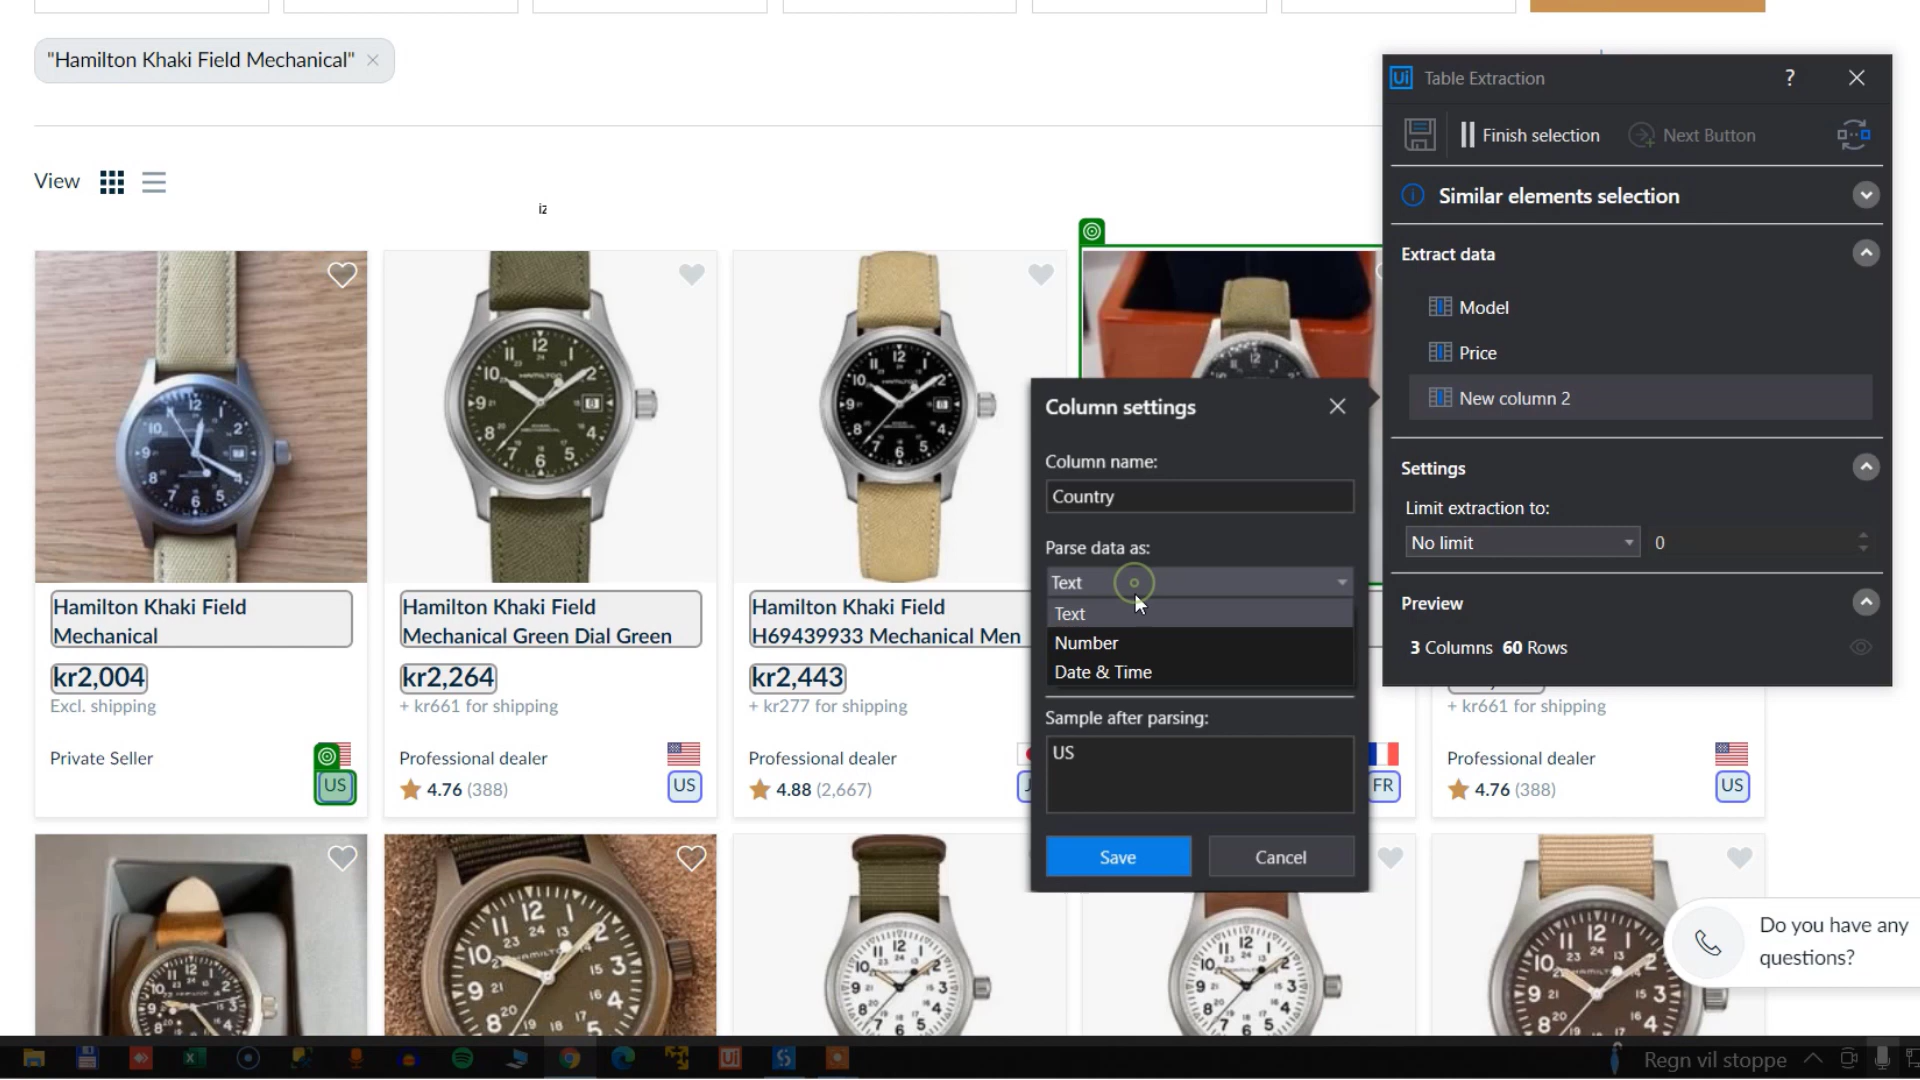 "Hamilton Khaki Field Mechanical" ×
View
Ui Table Extraction ?
Finish selection
Next Button
Similar elements selection
Extract data
Model
Price
New column 2
Settings
Limit extraction to:
No limit
0
Preview
3 Columns 60 Rows
Column settings
Column name:
Country
Parse data as:
Text
Text
Number
Date & Time
Sample after parsing:
US
Save
Cancel
Hamilton Khaki Field
Mechanical
kr2,004
Excl. shipping
Private Seller
US
Hamilton Khaki Field
Mechanical Green Dial Green
kr2,264
+ kr661 for shipping
Professional dealer
4.76 (388)
US
Hamilton Khaki Field
H69439933 Mechanical Men
kr2,443
+ kr277 for shipping
Professional dealer
4.88 (2,667)
FR
+ kr661 for shipping
Professional dealer
4.76 (388)
US
Do you have any
questions?
Regn vil stoppe